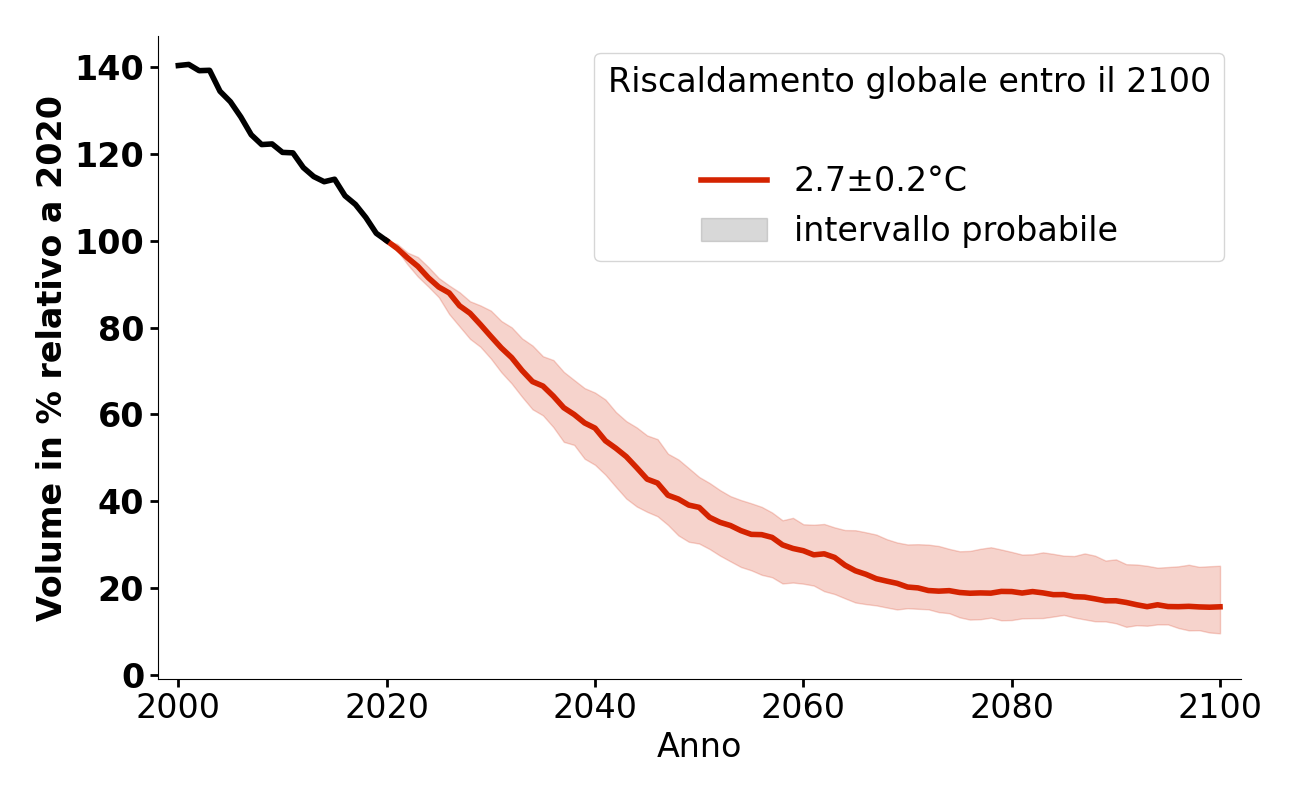 Volume in % relativo a 2020
140
120
100
80
60
40
20
0
Riscaldamento globale entro il 2100
2.7±0.2°C
intervallo probabile
2000 2020 2040 2060 2080 2100
Anno